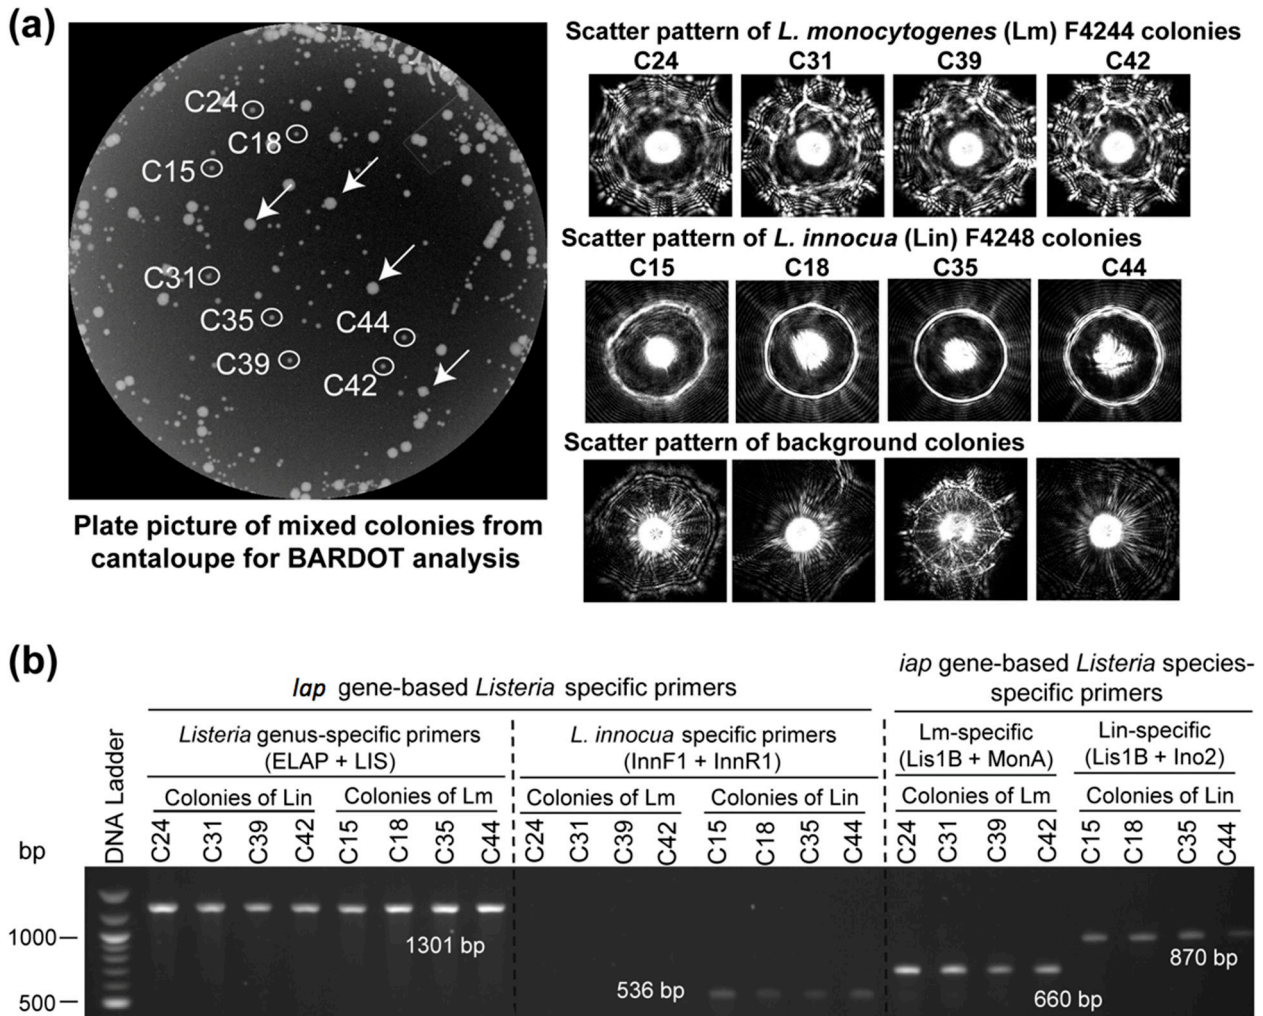 (a)
C24
C18
C15
C31
C35
C44
C39
C42
Plate picture of mixed colonies from
cantaloupe for BARDOT analysis
Scatter pattern of L. monocytogenes (Lm) F4244 colonies
C24 C31 C39 C42
Scatter pattern of L. innocua (Lin) F4248 colonies
C15 C18 C35 C44
Scatter pattern of background colonies
(b)
lap gene-based Listeria specific primers
iap gene-based Listeria species-
specific primers
Listeria genus-specific primers
(ELAP + LIS)
L. innocua specific primers
(InnF1 + InnR1)
Lm-specific
(Lis1B + MonA)
Lin-specific
(Lis1B + Ino2)
Colonies of Lin Colonies of Lm Colonies of Lm Colonies of Lin Colonies of Lm Colonies of Lin
DNA Ladder C24 C31 C39 C42 C15 C18 C35 C44 C24 C31 C39 C42 C15 C18 C35 C44 C24 C31 C39 C42 C15 C18 C35 C44
bp
1000
500
1301 bp
536 bp
660 bp
870 bp